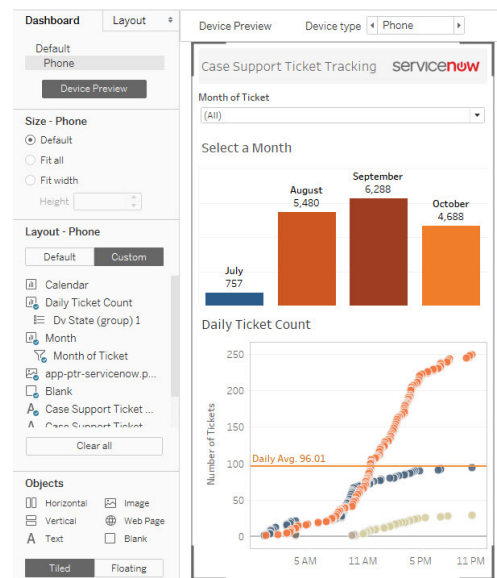 Dashboard
Layout
Device Preview
Device type
Phone
Default
Phone
Device Preview
Size - Phone
Default
Fit all
Fit width
Height
Layout - Phone
Default
Custom
Calendar
Daily Ticket Count
Dv State (group) 1
Month
Month of Ticket
app-ptr-servicenow.p...
Blank
Case Support Ticket ...
Case Support Ticket
Clear all
Objects
Horizontal
Image
Vertical
Web Page
Text
Blank
Tiled
Floating
Case Support Ticket Tracking
servicenow
Month of Ticket
(All)
Select a Month
July
757
August
5,480
September
6,288
October
4,688
Daily Ticket Count
Number of Tickets
250
200
150
100
50
0
Daily Avg. 96.01
5 AM
11 AM
5 PM
11 PM